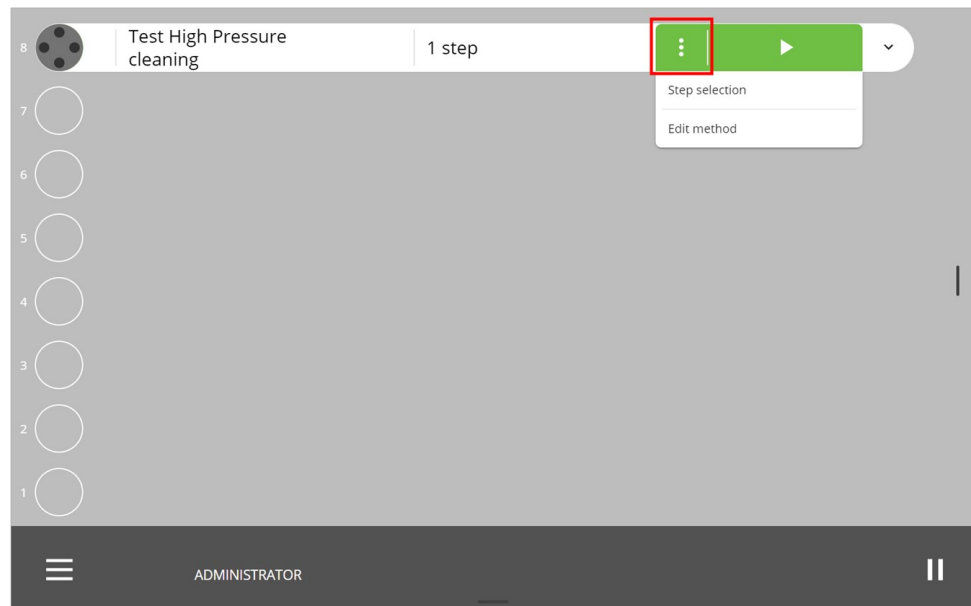 8
Test High Pressure
cleaning
1 step
Step selection
Edit method
7
6
5
4
3
2
1
ADMINISTRATOR